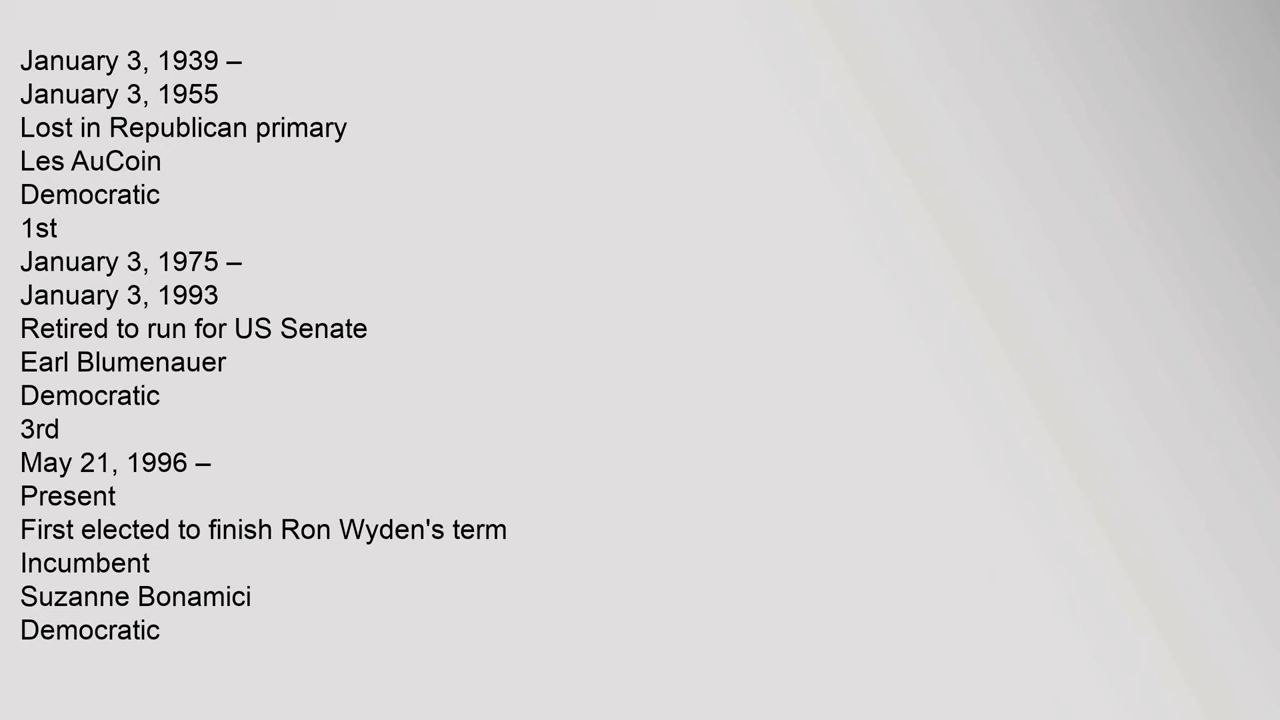 January 3, 1939 –
January 3, 1955
Lost in Republican primary
Les AuCoin
Democratic
1st
January 3, 1975 –
January 3, 1993
Retired to run for US Senate
Earl Blumenauer
Democratic
3rd
May 21, 1996 –
Present
First elected to finish Ron Wyden's term
Incumbent
Suzanne Bonamici
Democratic